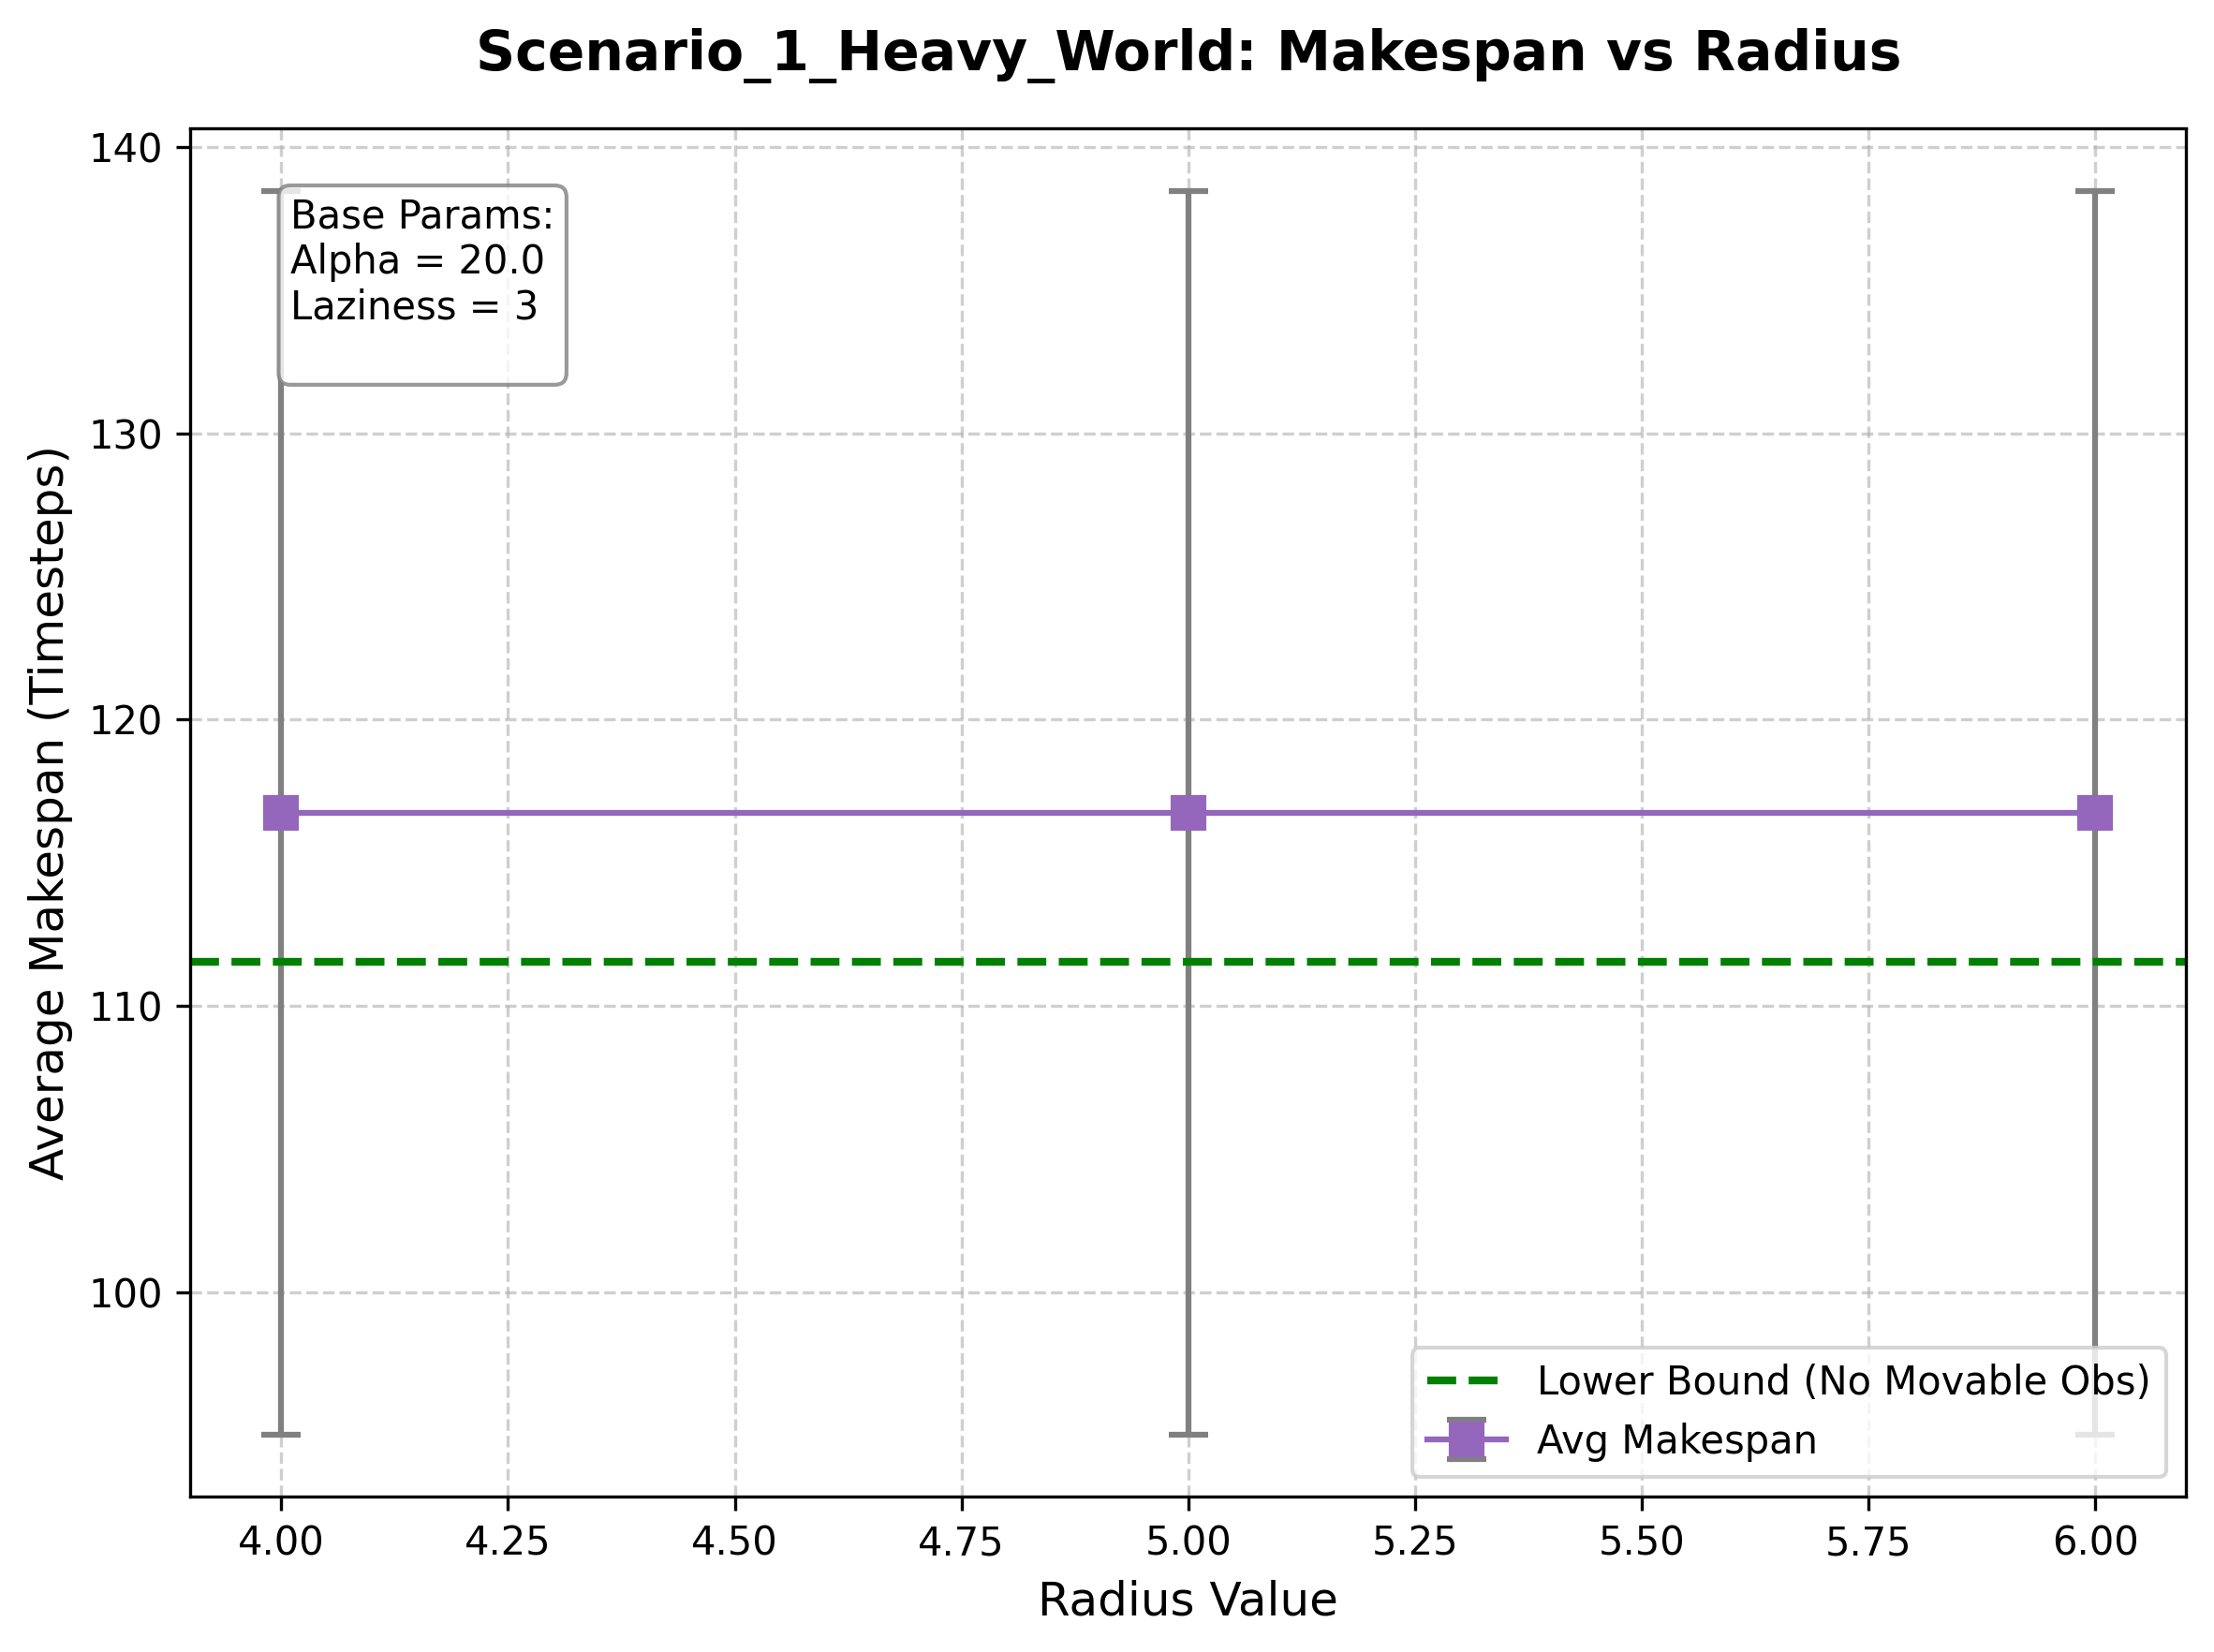 Scenario_1_Heavy_World: Makespan vs Radius
140
130
120
110
100
Average Makespan (Timesteps)
Base Params:
Alpha = 20.0
Laziness = 3
Lower Bound (No Movable Obs)
Avg Makespan
4.00 4.25 4.50 4.75 5.00 5.25 5.50 5.75 6.00
Radius Value